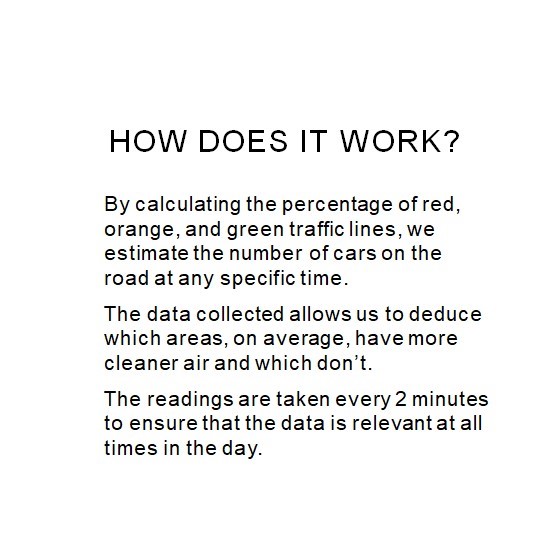 HOW DOES IT WORK?
By calculating the percentage of red,
orange, and green traffic lines, we
estimate the number of cars on the
road at any specific time.
The data collected allows us to deduce
which areas, on average, have more
cleaner air and which don’t.
The readings are taken every 2 minutes
to ensure that the data is relevant at all
times in the day.